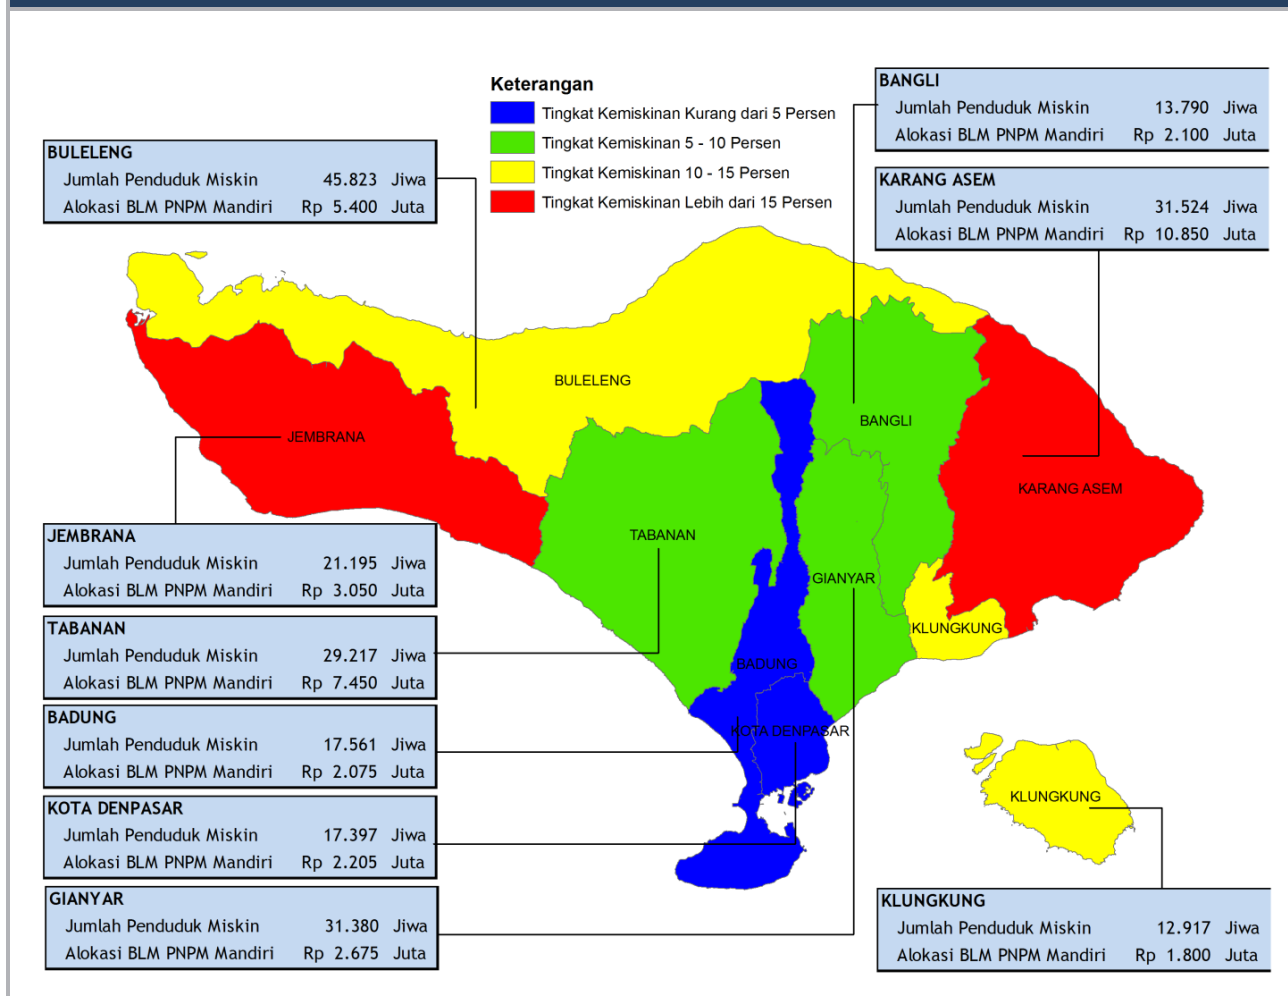 Keterangan
Tingkat Kemiskinan Kurang dari 5 Persen
Tingkat Kemiskinan 5 - 10 Persen
Tingkat Kemiskinan 10 - 15 Persen
Tingkat Kemiskinan Lebih dari 15 Persen
BANGLI
Jumlah Penduduk Miskin 13.790 Jiwa
Alokasi BLM PNPM Mandiri Rp 2.100 Juta
KARANG ASEM
Jumlah Penduduk Miskin 31.524 Jiwa
Alokasi BLM PNPM Mandiri Rp 10.850 Juta
BULELENG
Jumlah Penduduk Miskin 45.823 Jiwa
Alokasi BLM PNPM Mandiri Rp 5.400 Juta
BULELENG
BANGLI
JEMBRANA
KARANG ASEM
TABANAN
GIANYAR
KLUNGKUNG
BADUNG
KOTA DENPASAR
KLUNGKUNG
JEMBRANA
Jumlah Penduduk Miskin 21.195 Jiwa
Alokasi BLM PNPM Mandiri Rp 3.050 Juta
TABANAN
Jumlah Penduduk Miskin 29.217 Jiwa
Alokasi BLM PNPM Mandiri Rp 7.450 Juta
BADUNG
Jumlah Penduduk Miskin 17.561 Jiwa
Alokasi BLM PNPM Mandiri Rp 2.075 Juta
KOTA DENPASAR
Jumlah Penduduk Miskin 17.397 Jiwa
Alokasi BLM PNPM Mandiri Rp 2.205 Juta
GIANYAR
Jumlah Penduduk Miskin 31.380 Jiwa
Alokasi BLM PNPM Mandiri Rp 2.675 Juta
KLUNGKUNG
Jumlah Penduduk Miskin 12.917 Jiwa
Alokasi BLM PNPM Mandiri Rp 1.800 Juta